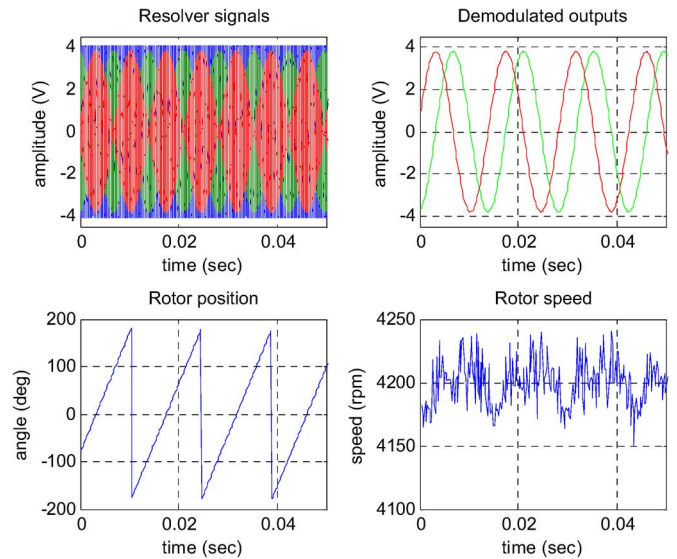 Resolver signals
4
2
0
-2
-4
amplitude (V)
0
0.02
0.04
time (sec)
Demodulated outputs
4
2
0
-2
-4
amplitude (V)
0
0.02
0.04
time (sec)
Rotor position
200
100
0
-100
-200
angle (deg)
0
0.02
0.04
time (sec)
Rotor speed
4250
4200
4150
4100
speed (rpm)
0
0.02
0.04
time (sec)